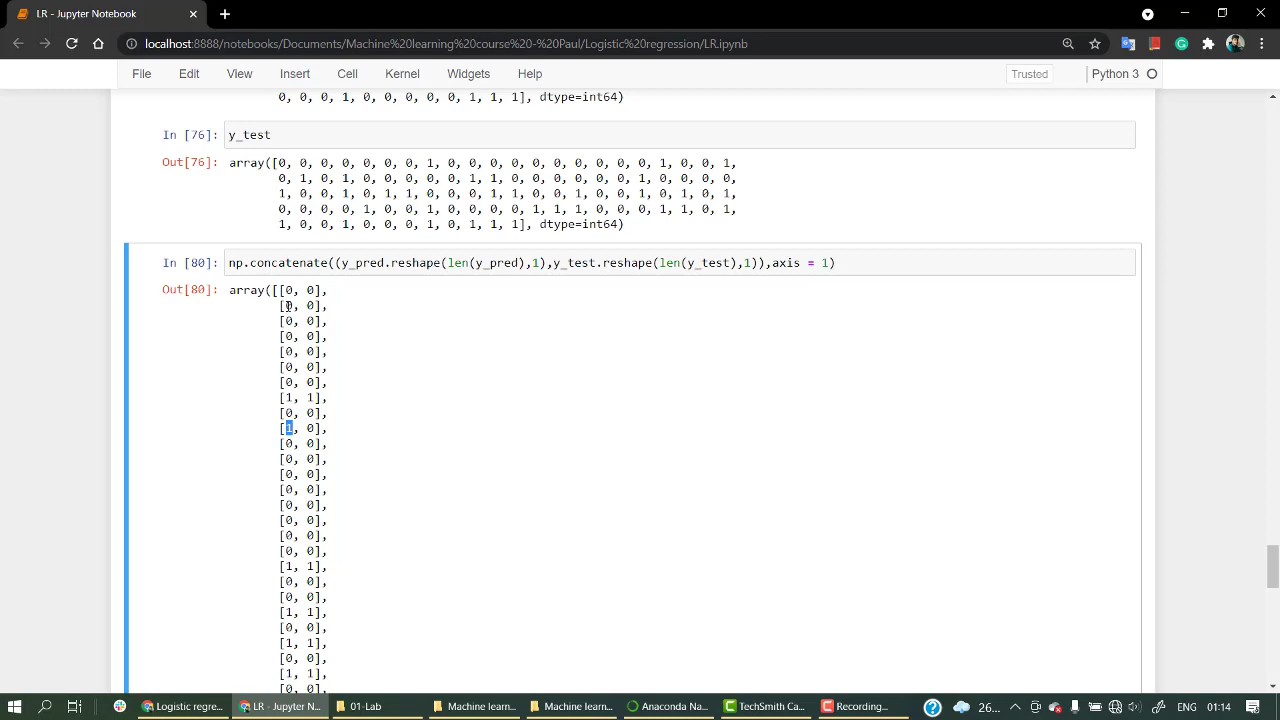 LR - Jupyter Notebook
localhost:8888/notebooks/Documents/Machine%20learning%20course%20-%20Paul/Logistic%20regression/LR.ipynb
File Edit View Insert Cell Kernel Widgets Help Trusted Python 3
0, 0, 0, 1, 0, 0, 0, 0, 0, 1, 1, 1], dtype=int64)
In [76]: y_test
Out[76]: array([0, 0, 0, 0, 0, 0, 0, 1, 0, 0, 0, 0, 0, 0, 0, 0, 0, 0, 1, 0, 0, 1,
0, 1, 0, 1, 0, 0, 0, 0, 0, 1, 1, 0, 0, 0, 0, 0, 0, 1, 0, 0, 0, 0,
1, 0, 0, 1, 0, 1, 1, 0, 0, 0, 1, 1, 0, 0, 1, 0, 0, 1, 0, 1, 0, 1,
0, 0, 0, 0, 1, 0, 0, 1, 0, 0, 0, 0, 1, 1, 1, 0, 0, 0, 1, 1, 0, 1,
1, 0, 0, 1, 0, 0, 0, 1, 0, 1, 1, 1], dtype=int64)
In [80]: np.concatenate((y_pred.reshape(len(y_pred),1),y_test.reshape(len(y_test),1)),axis = 1)
Out[80]: array([[0, 0],
[0, 0],
[0, 0],
[0, 0],
[0, 0],
[0, 0],
[0, 0],
[1, 1],
[0, 0],
[1, 0],
[0, 0],
[0, 0],
[0, 0],
[0, 0],
[0, 0],
[0, 0],
[0, 0],
[0, 0],
[1, 1],
[0, 0],
[0, 0],
[1, 1],
[0, 0],
[1, 1],
[0, 0],
[1, 1],
[0, 0],
Logistic regre... LR - Jupyter N... 01-Lab Machine learn... Machine learn... Anaconda Na... TechSmith Ca... Recording... 26... ENG 01:14